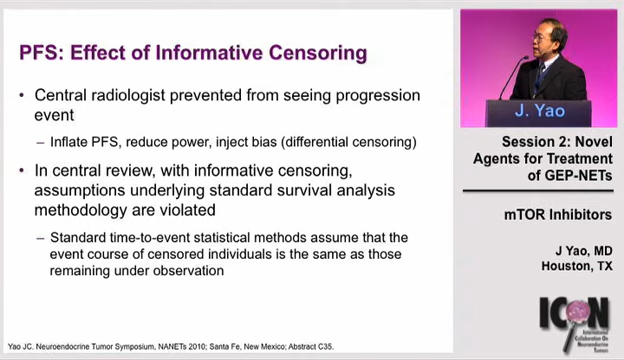 PFS: Effect of Informative Censoring
• Central radiologist prevented from seeing progression
event
– Inflate PFS, reduce power, inject bias (differential censoring)
• In central review, with informative censoring,
assumptions underlying standard survival analysis
methodology are violated
– Standard time-to-event statistical methods assume that the
event course of censored individuals is the same as those
remaining under observation
Yao JC. Neuroendocrine Tumor Symposium, NANETs 2010; Santa Fe, New Mexico; Abstract C35.
J. Yao
Session 2: Novel
Agents for Treatment
of GEP-NETs
mTOR Inhibitors
J Yao, MD
Houston, TX
ICON
International
Collaboration On
Neuroendocrine
Tumors